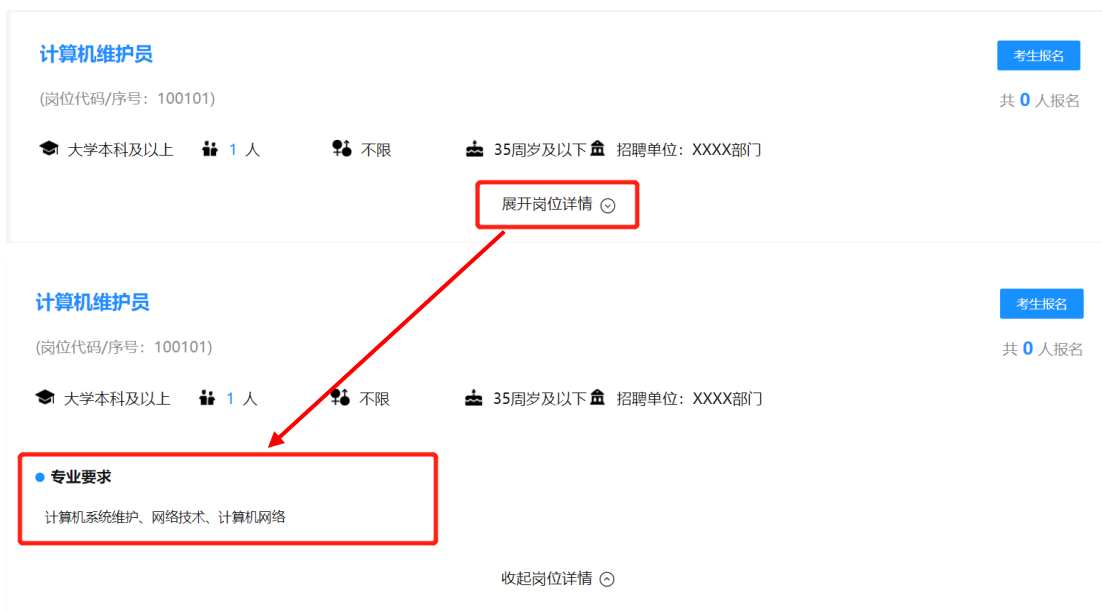 计算机维护员
考生报名
(岗位代码/序号：100101)
共 0 人报名
大学本科及以上 1 人 不限 35周岁及以下 招聘单位：XXXX部门
展开岗位详情
计算机维护员
考生报名
(岗位代码/序号：100101)
共 0 人报名
大学本科及以上 1 人 不限 35周岁及以下 招聘单位：XXXX部门
专业要求
计算机系统维护、网络技术、计算机网络
收起岗位详情